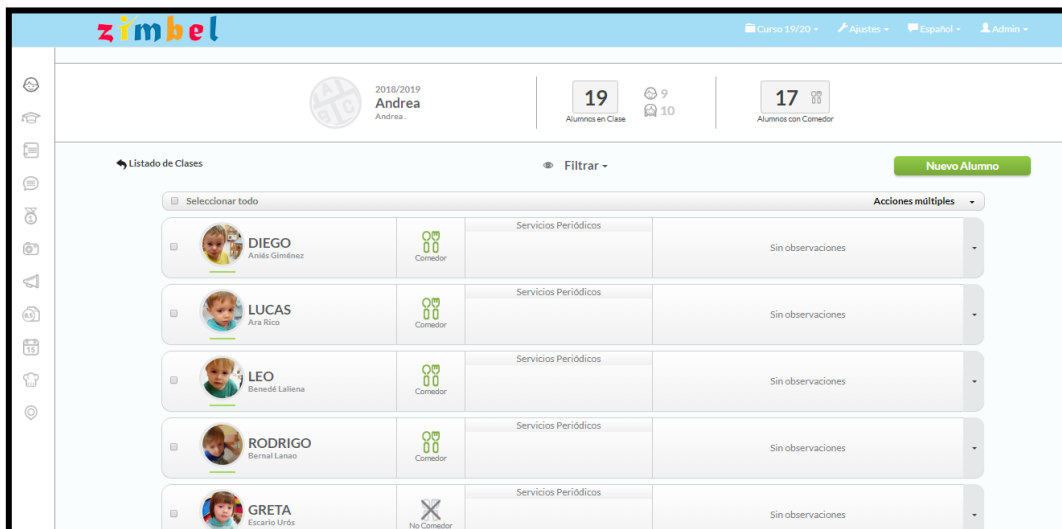 zimbel
Curso 19/20
Ajustes
Español
Admin
2018/2019
Andrea
Andrea .
19
Alumnos en Clase
9
10
17
Alumnos con Comedor
Listado de Clases
Filtrar
Nuevo Alumno
Seleccionar todo
Acciones múltiples
DIEGO
Aniés Giménez
Comedor
Servicios Periódicos
Sin observaciones
LUCAS
Ara Rico
Comedor
Servicios Periódicos
Sin observaciones
LEO
Benedé Laliena
Comedor
Servicios Periódicos
Sin observaciones
RODRIGO
Bernal Lanao
Comedor
Servicios Periódicos
Sin observaciones
GRETA
Escario Urós
No Comedor
Servicios Periódicos
Sin observaciones